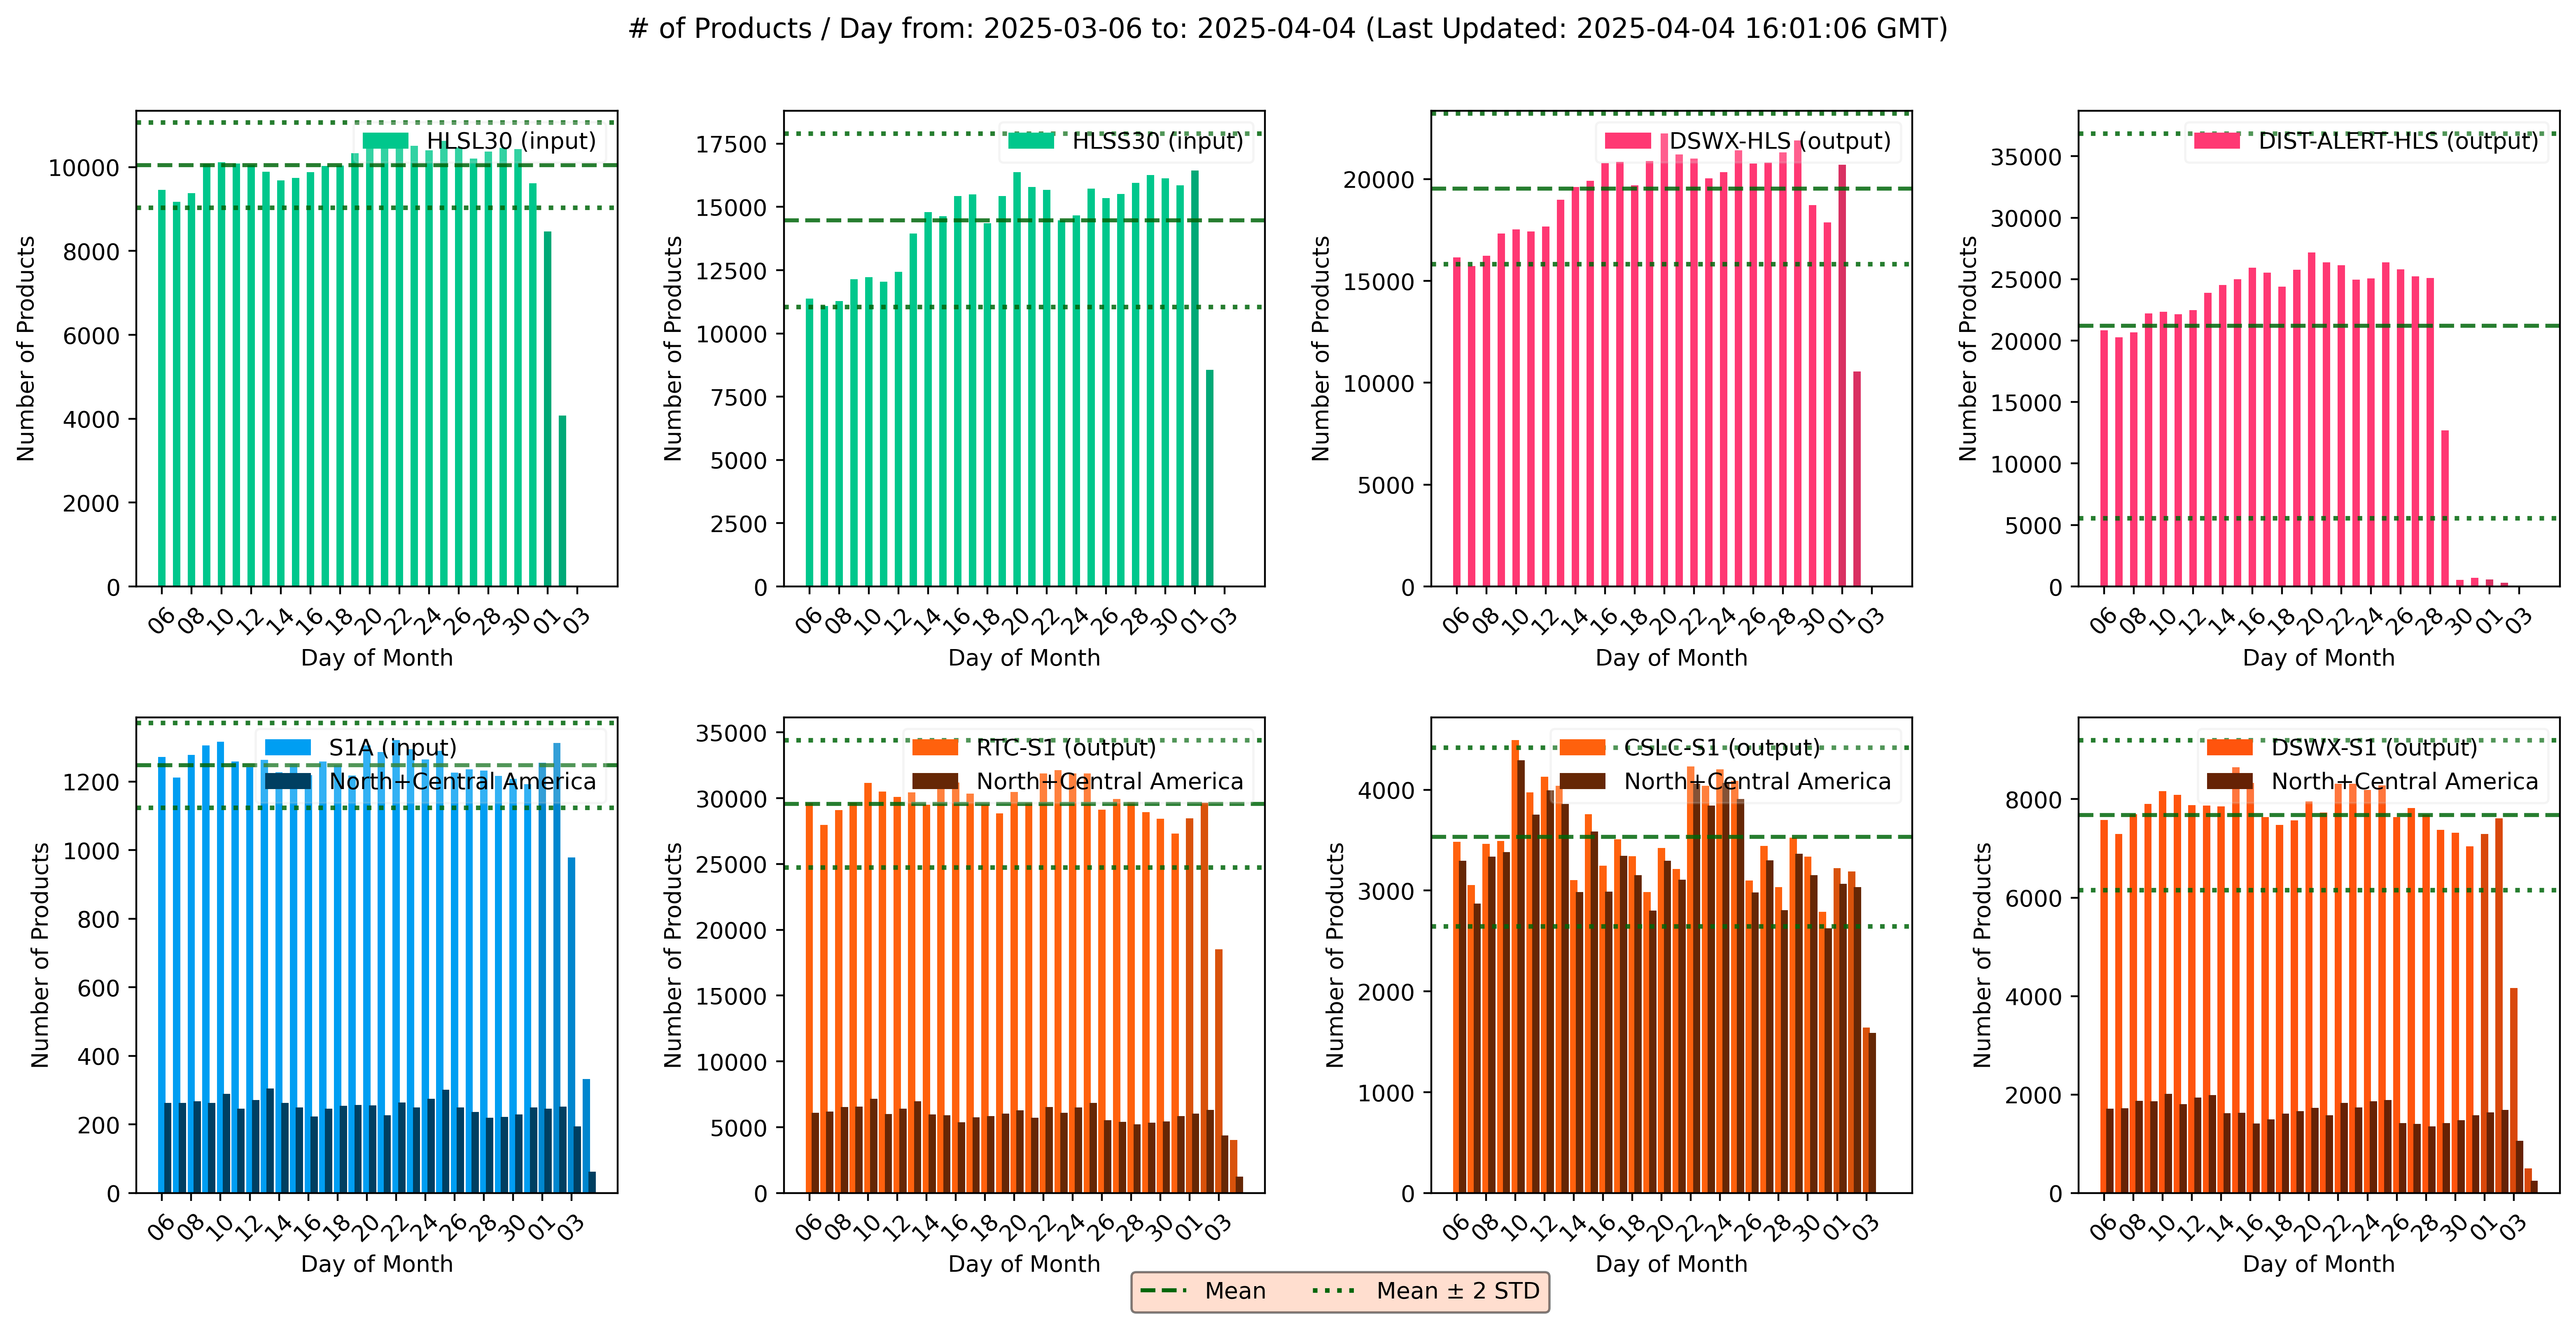 # of Products / Day from: 2025-03-06 to: 2025-04-04 (Last Updated: 2025-04-04 16:01:06 GMT)
HLSL30 (input)
Number of Products
10000
8000
6000
4000
2000
0
06 08 10 12 14 16 18 20 22 24 26 28 30 01 03
Day of Month
HLSS30 (input)
Number of Products
17500
15000
12500
10000
7500
5000
2500
0
06 08 10 12 14 16 18 20 22 24 26 28 30 01 03
Day of Month
DSWX-HLS (output)
Number of Products
20000
15000
10000
5000
0
06 08 10 12 14 16 18 20 22 24 26 28 30 01 03
Day of Month
DIST-ALERT-HLS (output)
Number of Products
35000
30000
25000
20000
15000
10000
5000
0
06 08 10 12 14 16 18 20 22 24 26 28 30 01 03
Day of Month
S1A (input)
North+Central America
Number of Products
1200
1000
800
600
400
200
0
06 08 10 12 14 16 18 20 22 24 26 28 30 01 03
Day of Month
RTC-S1 (output)
North+Central America
Number of Products
35000
30000
25000
20000
15000
10000
5000
0
06 08 10 12 14 16 18 20 22 24 26 28 30 01 03
Day of Month
CSLC-S1 (output)
North+Central America
Number of Products
4000
3000
2000
1000
0
06 08 10 12 14 16 18 20 22 24 26 28 30 01 03
Day of Month
DSWX-S1 (output)
North+Central America
Number of Products
8000
6000
4000
2000
0
06 08 10 12 14 16 18 20 22 24 26 28 30 01 03
Day of Month
Mean
Mean ± 2 STD